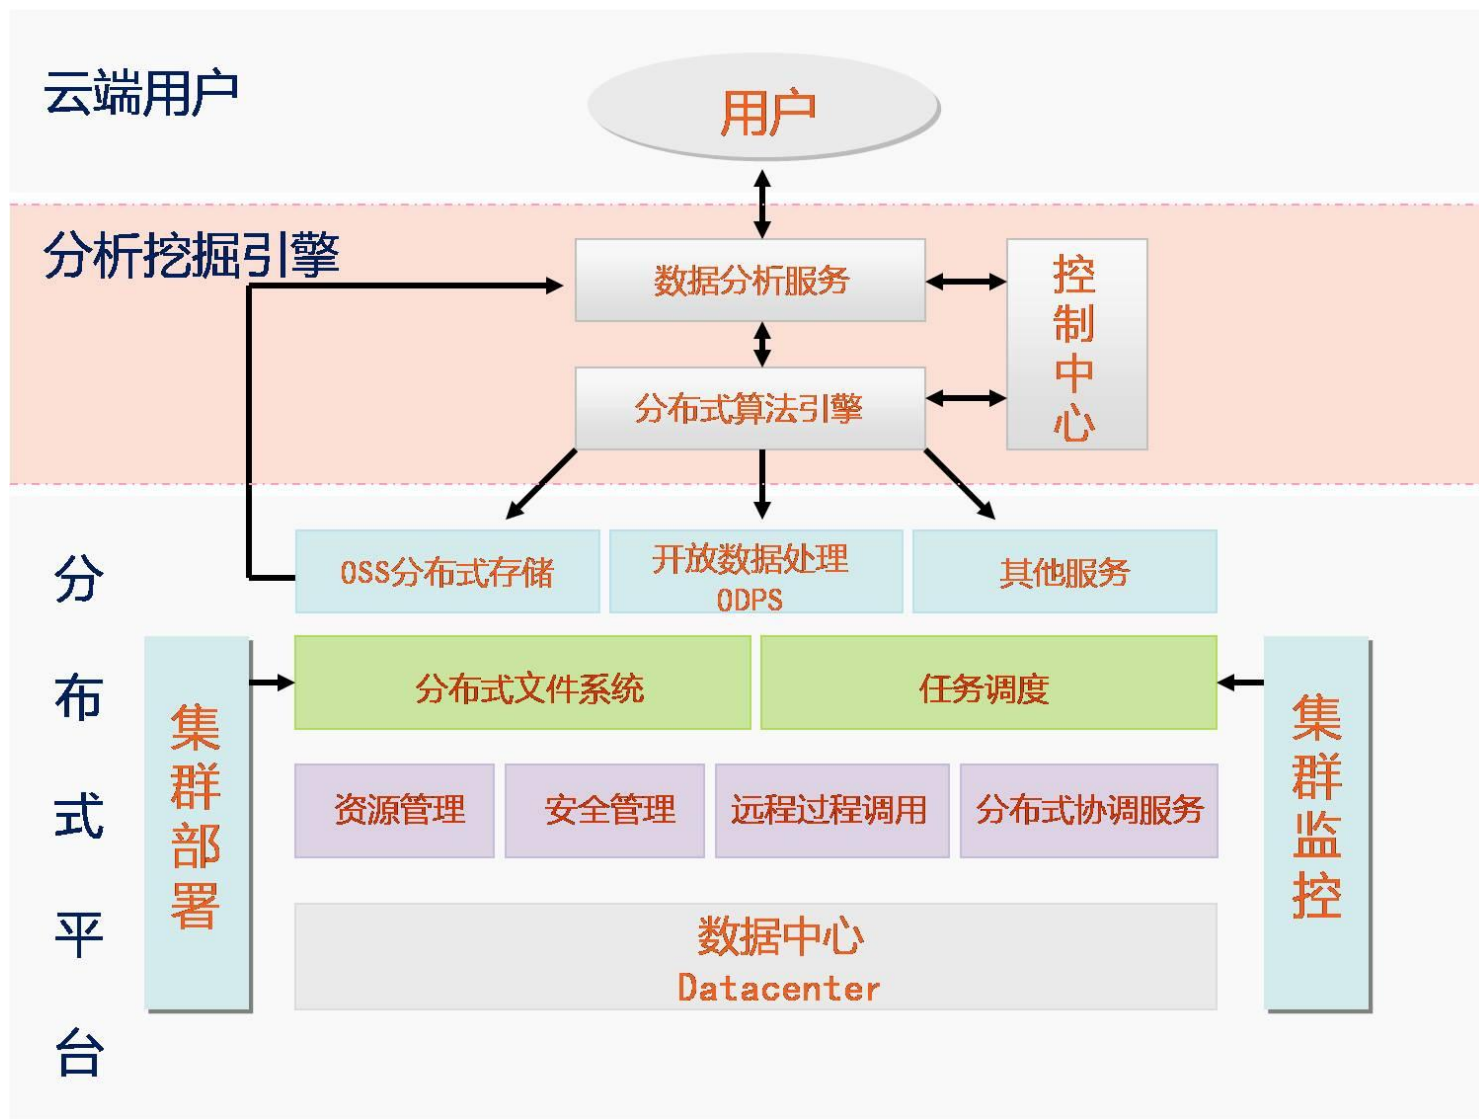 云端用户
用户
分析挖掘引擎
数据分析服务
控制中心
分布式算法引擎
OSS分布式存储
开放数据处理
ODPS
其他服务
分布式平台
集群部署
分布式文件系统
任务调度
集群监控
资源管理
安全管理
远程过程调用
分布式协调服务
数据中心
Datacenter